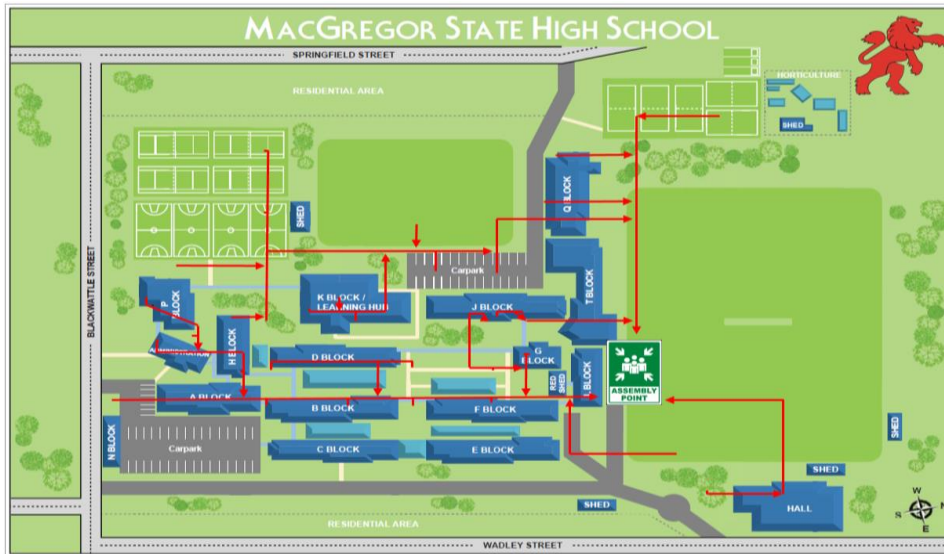 MACGREGOR STATE HIGH SCHOOL
SPRINGFIELD STREET
RESIDENTIAL AREA
HORTICULTURE
SHED
Q BLOCK
SHED
BLACKWATTLE STREET
Carpark
T BLOCK
P BLOCK
K BLOCK /
LEARNING HUB
J BLOCK
H BLOCK
ADMINISTRATION
D BLOCK
G
BLOCK
RED
SHED
I BLOCK
ASSEMBLY
POINT
A BLOCK
B BLOCK
F BLOCK
N BLOCK
Carpark
C BLOCK
E BLOCK
SHED
SHED
SHED
HALL
W
S
N
E
RESIDENTIAL AREA
WADLEY STREET